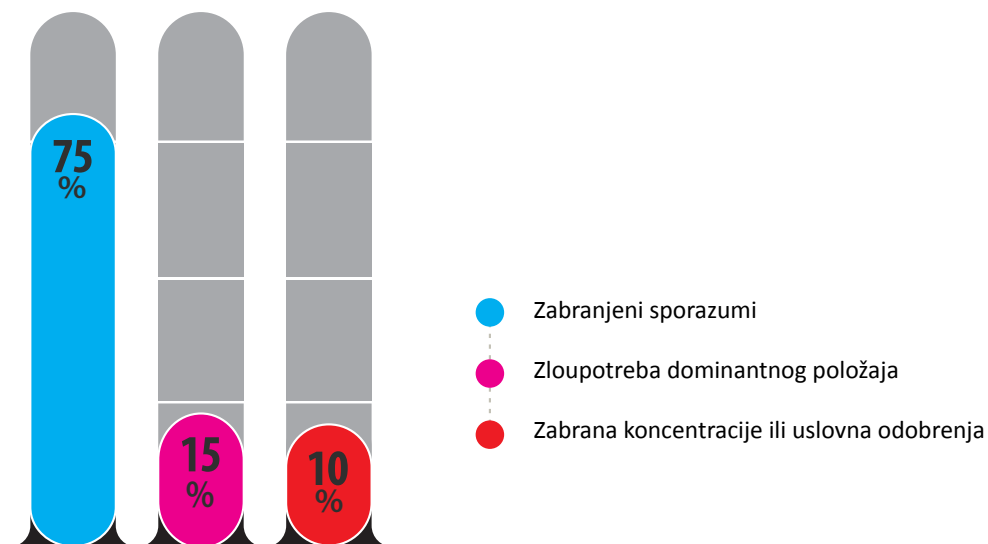 75
%
15
%
10
%
Zabranjeni sporazumi
Zloupotreba dominantnog položaja
Zabrana koncentracije ili uslovna odobrenja